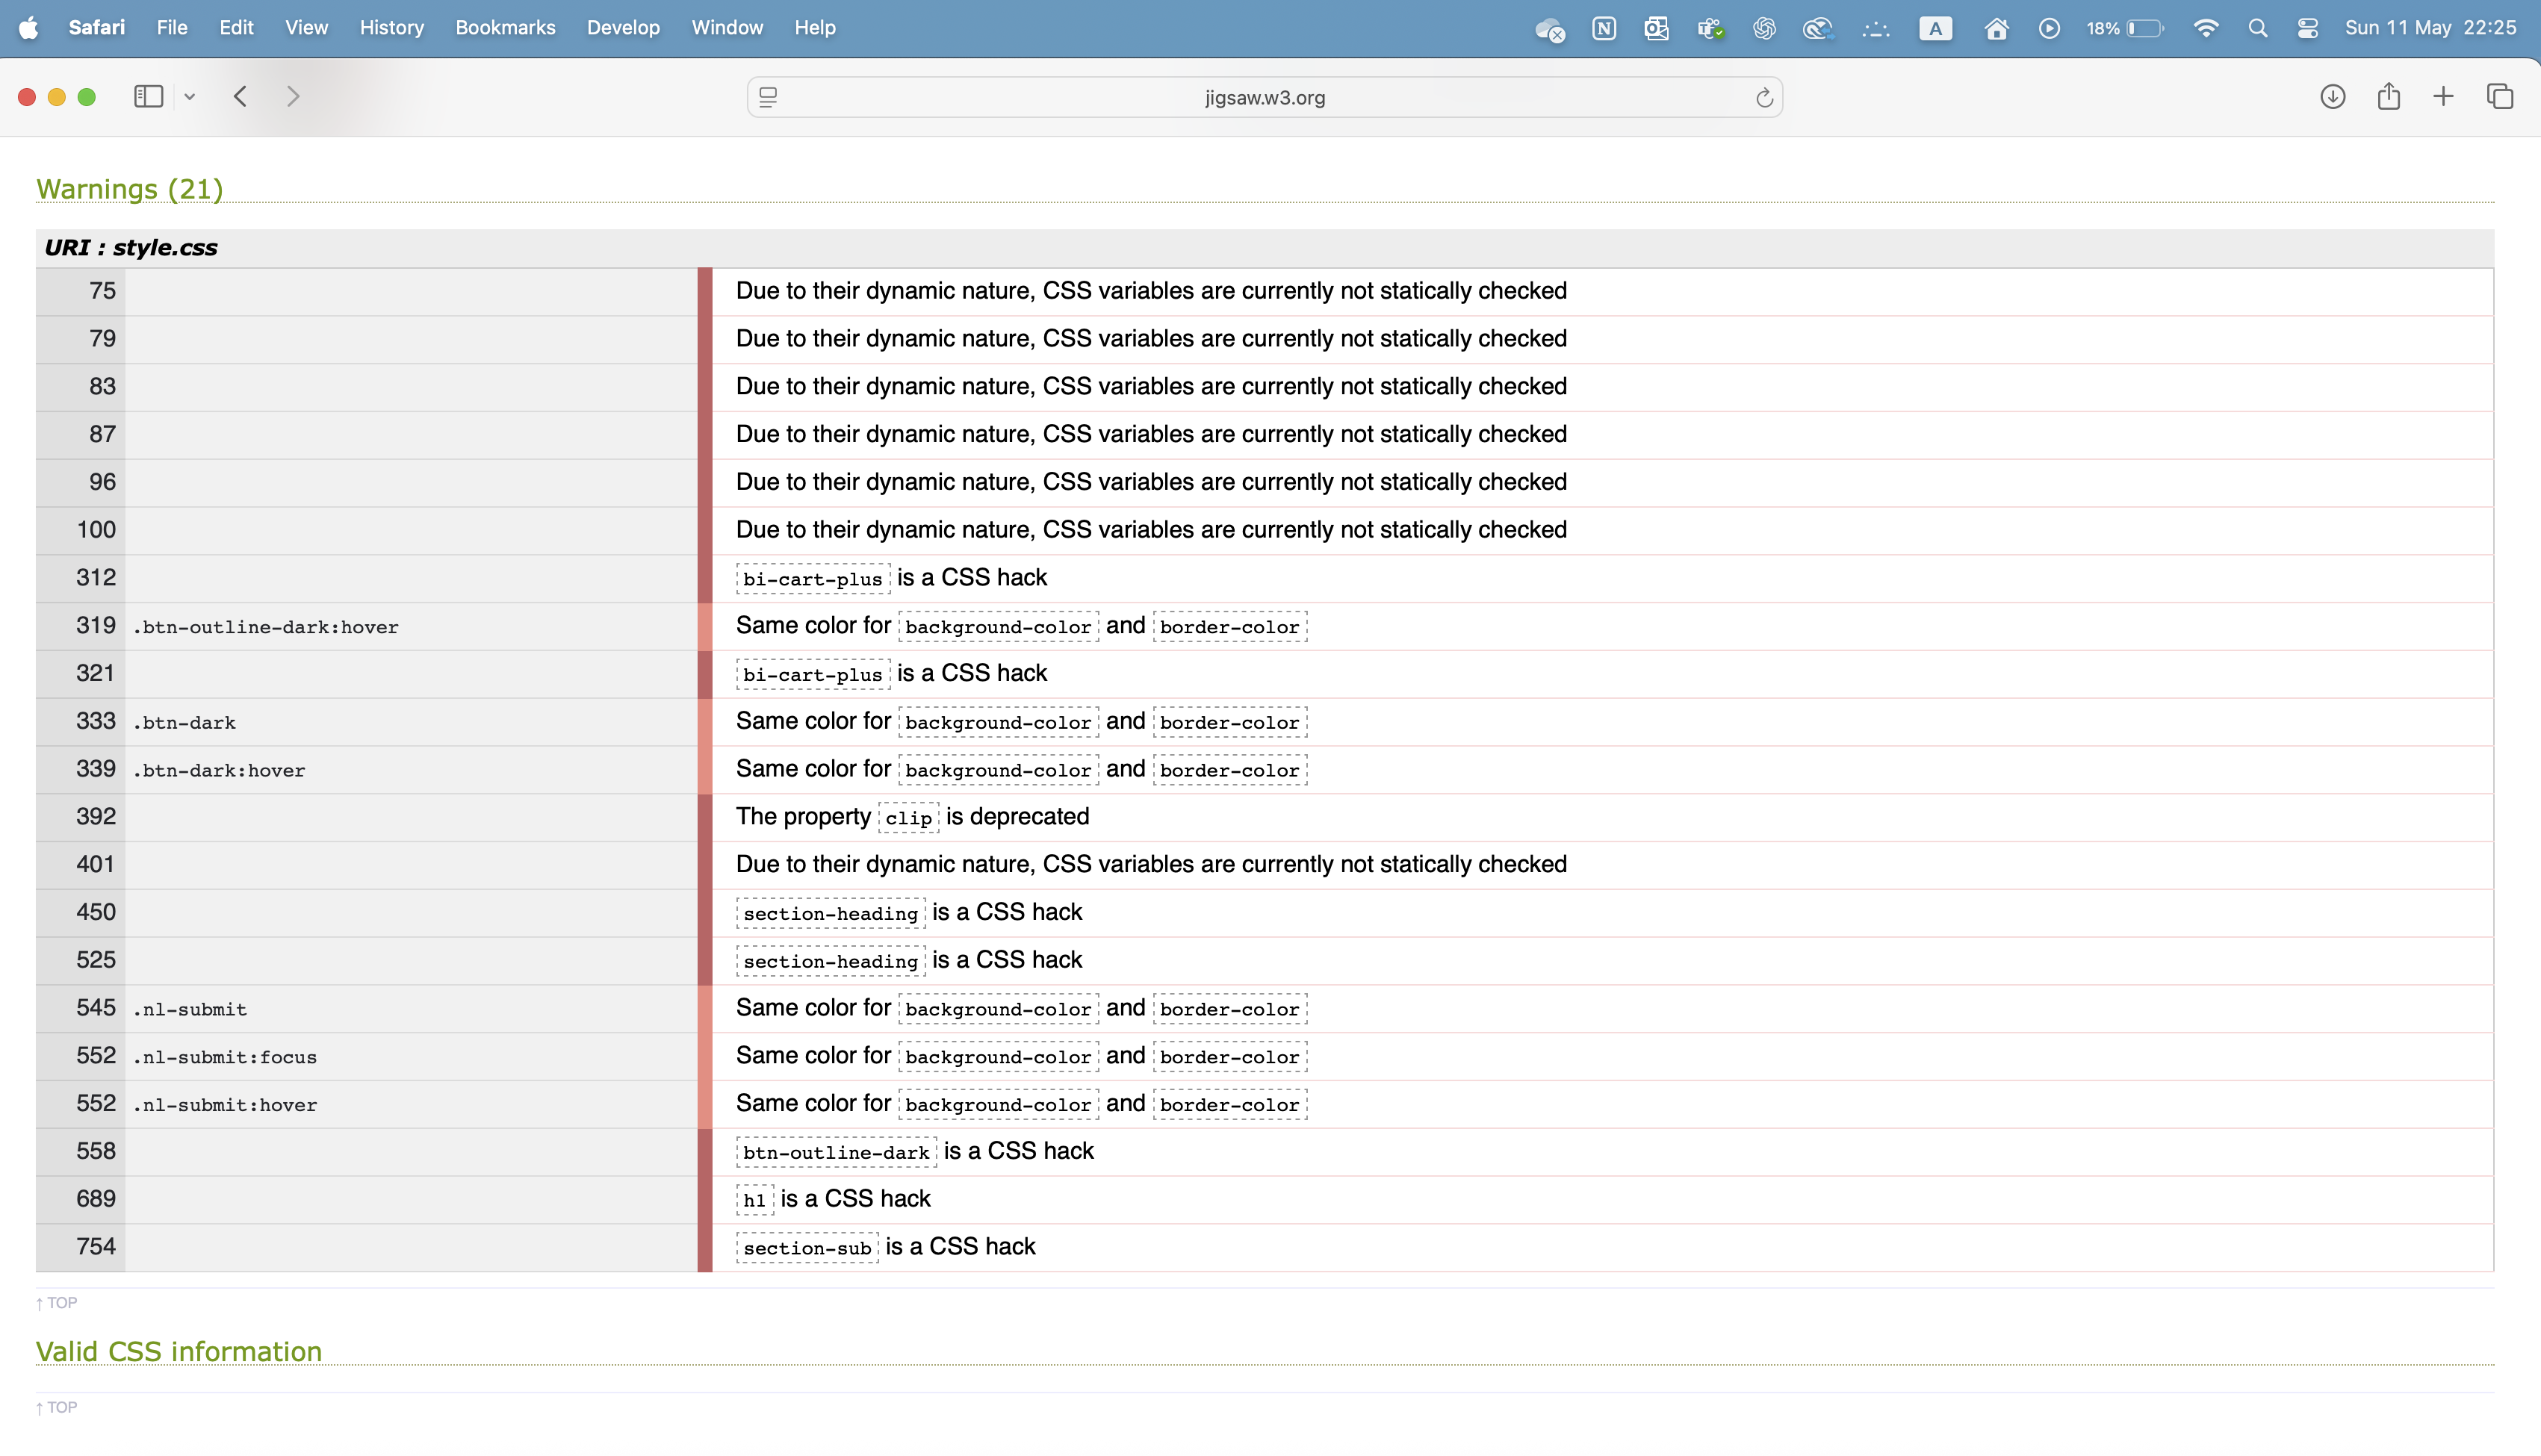 Safari File Edit View History Bookmarks Develop Window Help A 18% Sun 11 May 22:25
jigsaw.w3.org
Warnings (21)
URI : style.css
75 Due to their dynamic nature, CSS variables are currently not statically checked
79 Due to their dynamic nature, CSS variables are currently not statically checked
83 Due to their dynamic nature, CSS variables are currently not statically checked
87 Due to their dynamic nature, CSS variables are currently not statically checked
96 Due to their dynamic nature, CSS variables are currently not statically checked
100 Due to their dynamic nature, CSS variables are currently not statically checked
312 bi-cart-plus is a CSS hack
319 .btn-outline-dark:hover Same color for background-color and border-color
321 bi-cart-plus is a CSS hack
333 .btn-dark Same color for background-color and border-color
339 .btn-dark:hover Same color for background-color and border-color
392 The property clip is deprecated
401 Due to their dynamic nature, CSS variables are currently not statically checked
450 section-heading is a CSS hack
525 section-heading is a CSS hack
545 .nl-submit Same color for background-color and border-color
552 .nl-submit:focus Same color for background-color and border-color
552 .nl-submit:hover Same color for background-color and border-color
558 btn-outline-dark is a CSS hack
689 h1 is a CSS hack
754 section-sub is a CSS hack
↑ TOP
Valid CSS information
↑ TOP